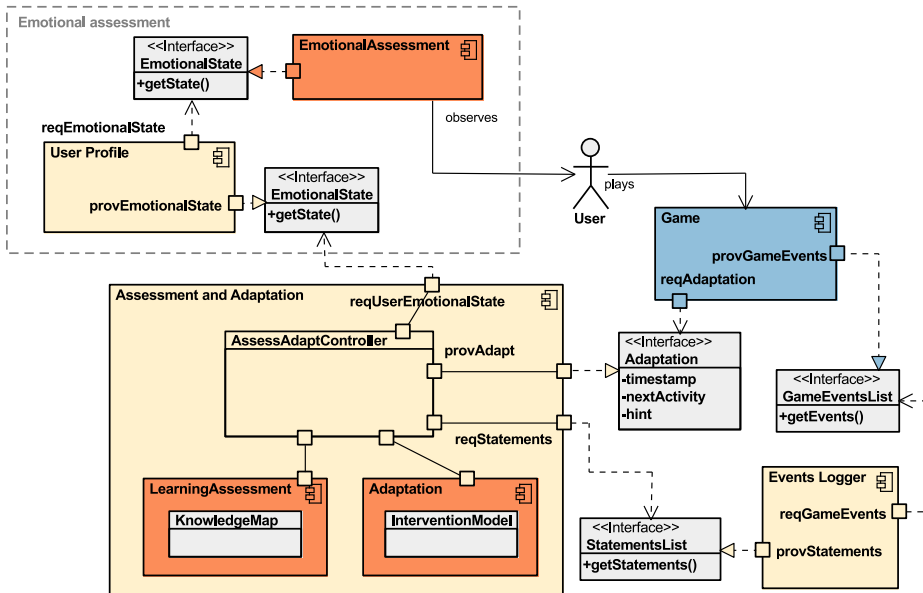 Emotional assessment
<<Interface>>
EmotionalState
+getState()
EmotionalAssessment
reqEmotionalState
observes
User Profile
provEmotionalState
<<Interface>>
EmotionalState
+getState()
plays
User
Game
provGameEvents
reqAdaptation
Assessment and Adaptation
reqUserEmotionalState
AssessAdaptController
provAdapt
reqStatements
<<Interface>>
Adaptation
-timestamp
-nextActivity
-hint
<<Interface>>
GameEventsList
+getEvents()
LearningAssessment
KnowledgeMap
Adaptation
InterventionModel
<<Interface>>
StatementsList
+getStatements()
Events Logger
reqGameEvents
provStatements